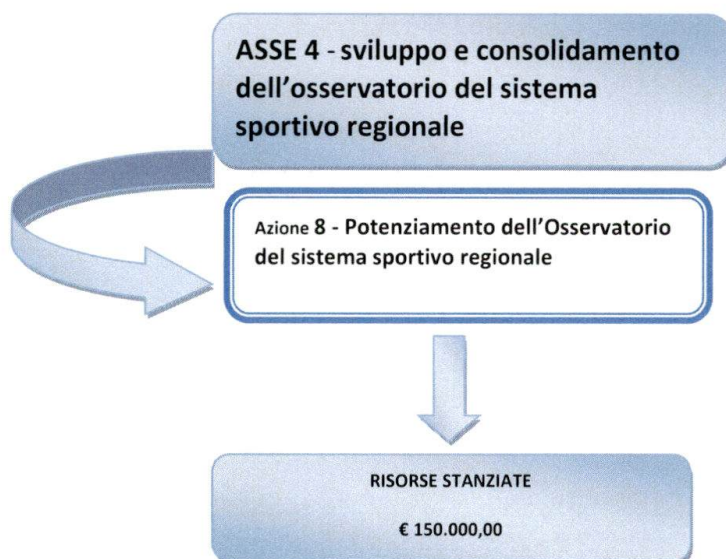 ASSE 4 - sviluppo e consolidamento
dell'osservatorio del sistema
sportivo regionale
Azione 8 - Potenziamento dell'Osservatorio
del sistema sportivo regionale
RISORSE STANZIATE
€ 150.000,00